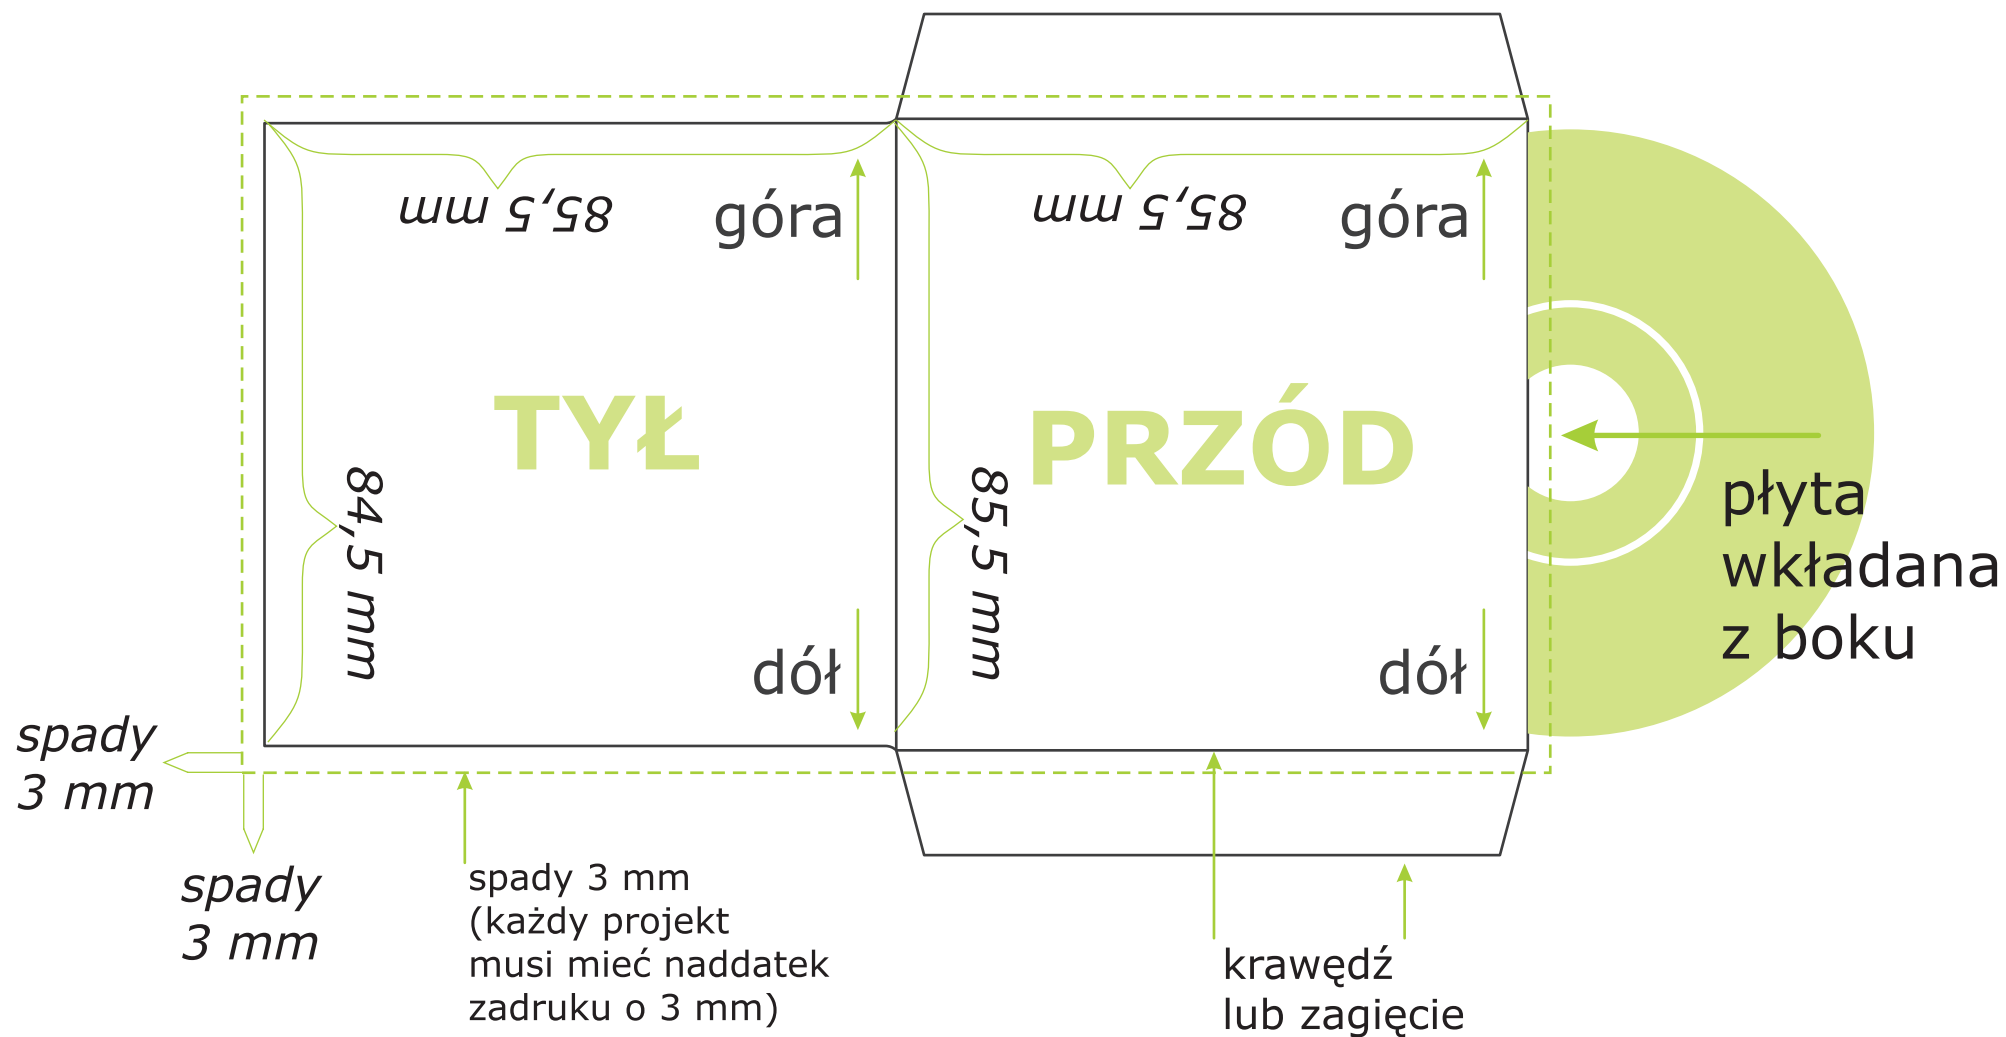 85,5 mm
góra
85,5 mm
góra
TYŁ
PRZÓD
84,5 mm
85,5 mm
płyta
wkładana
z boku
dół
dół
spady
3 mm
spady
3 mm
spady 3 mm
(każdy projekt
musi mieć naddatek
zadruku o 3 mm)
krawędź
lub zagięcie